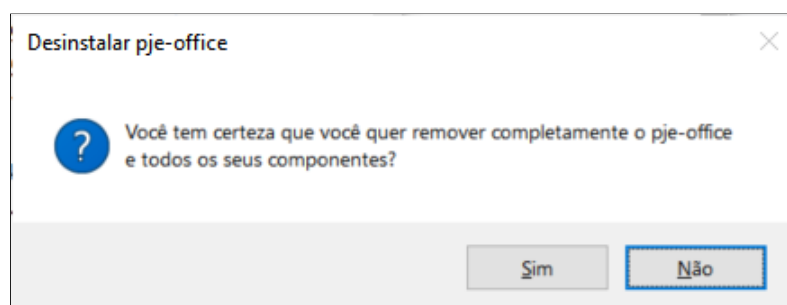 Desinstalar pje-office
Você tem certeza que você quer remover completamente o pje-office
e todos os seus componentes?
Sim
Não